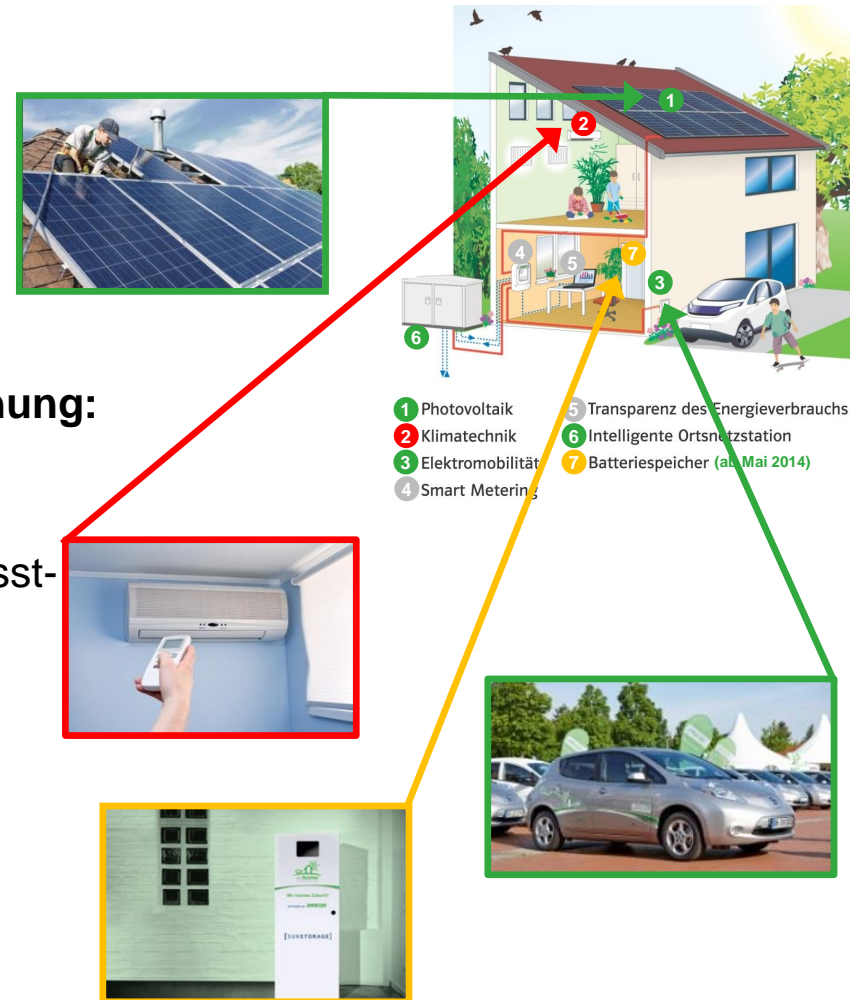 1
2
4
5
7
3
6
nung:
1 Photovoltaik
2 Klimatechnik
3 Elektromobilität
4 Smart Metering
5 Transparenz des Energieverbrauchs
6 Intelligente Ortsnetzstation
7 Batteriespeicher (ab Mai 2014)
sst-
[SUNSTORAGE]